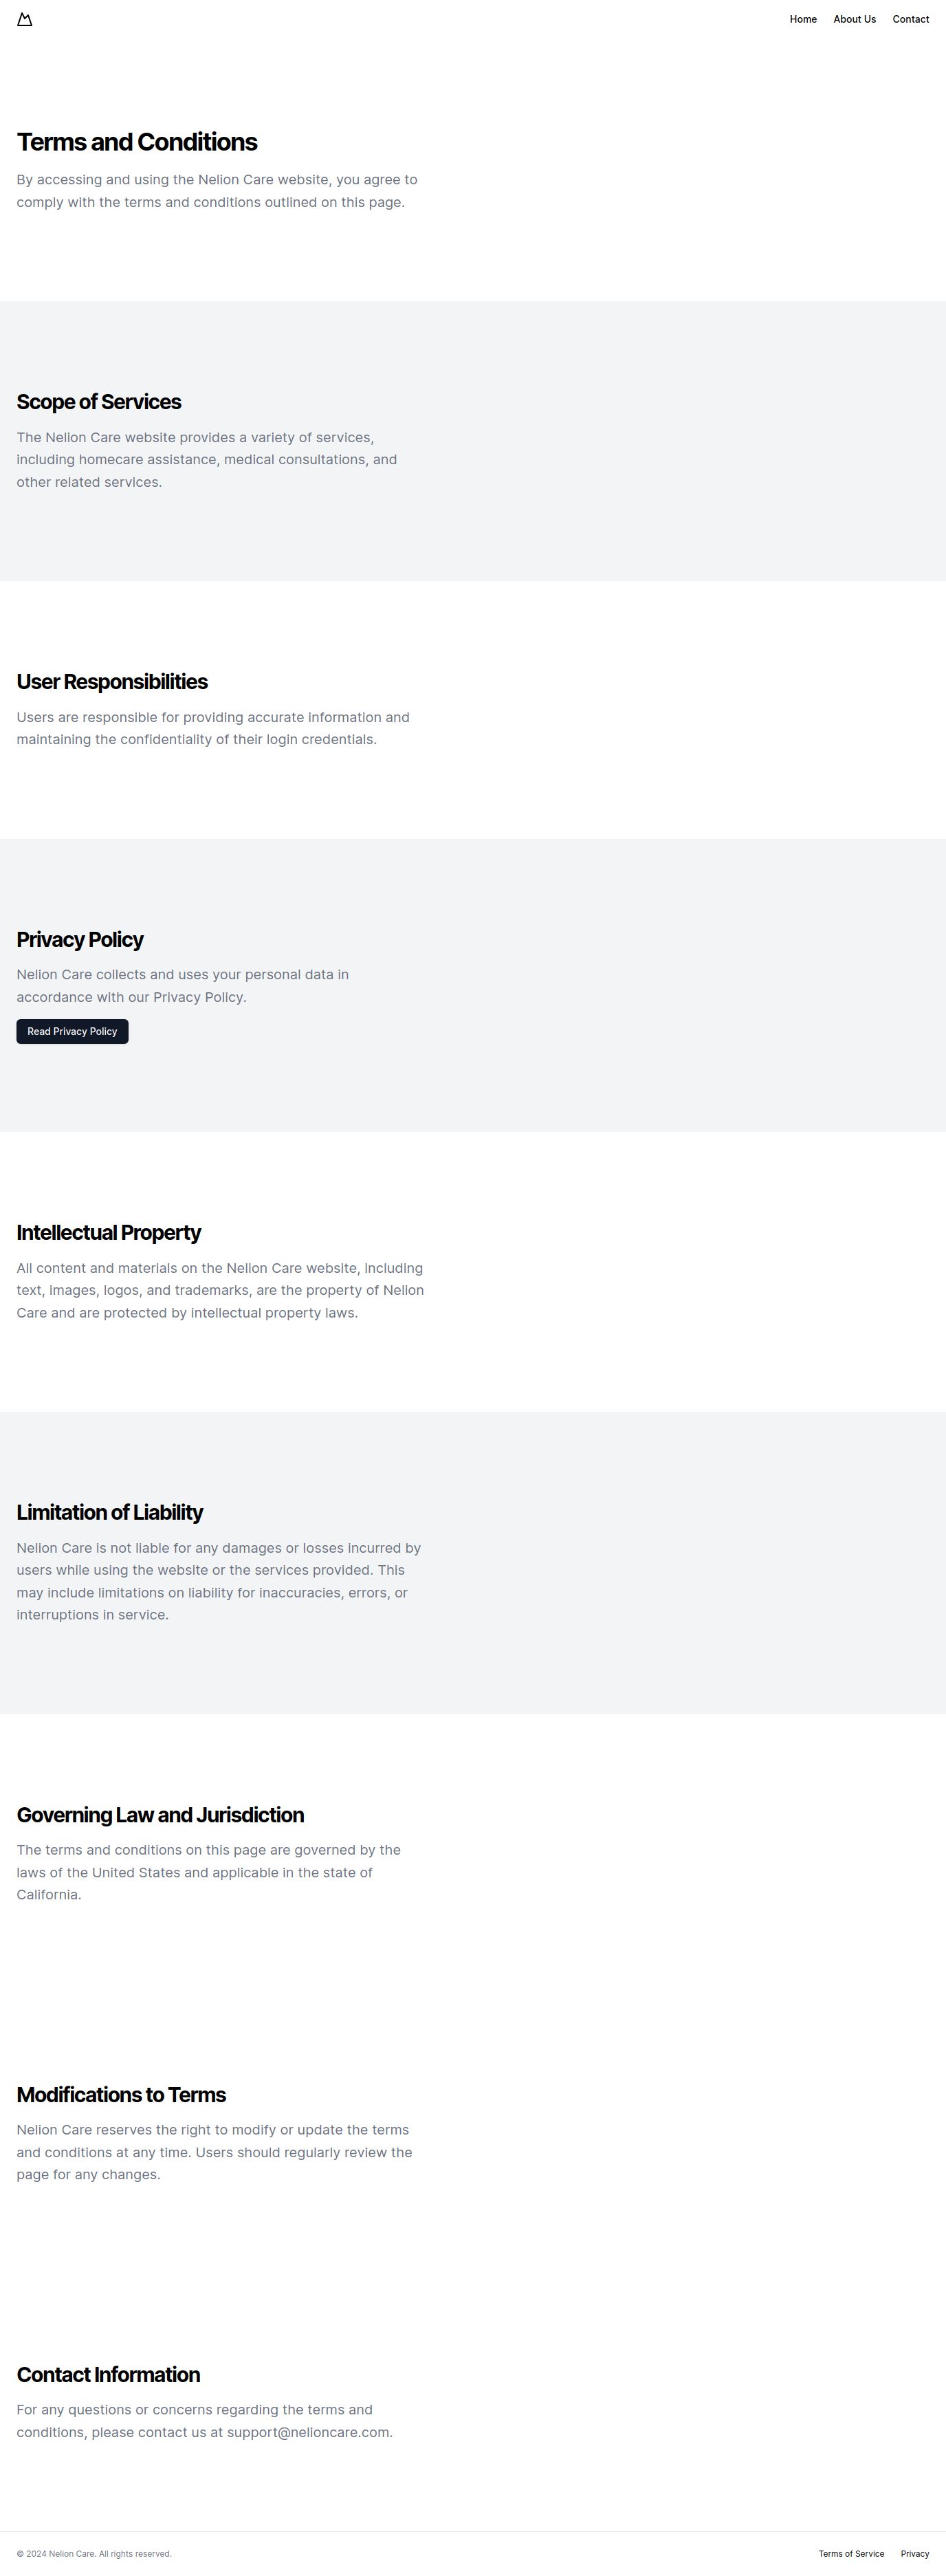 Home About Us Contact
Terms and Conditions
By accessing and using the Nelion Care website, you agree to
comply with the terms and conditions outlined on this page.
Scope of Services
The Nelion Care website provides a variety of services,
including homecare assistance, medical consultations, and
other related services.
User Responsibilities
Users are responsible for providing accurate information and
maintaining the confidentiality of their login credentials.
Privacy Policy
Nelion Care collects and uses your personal data in
accordance with our Privacy Policy.
Read Privacy Policy
Intellectual Property
All content and materials on the Nelion Care website, including
text, images, logos, and trademarks, are the property of Nelion
Care and are protected by intellectual property laws.
Limitation of Liability
Nelion Care is not liable for any damages or losses incurred by
users while using the website or the services provided. This
may include limitations on liability for inaccuracies, errors, or
interruptions in service.
Governing Law and Jurisdiction
The terms and conditions on this page are governed by the
laws of the United States and applicable in the state of
California.
Modifications to Terms
Nelion Care reserves the right to modify or update the terms
and conditions at any time. Users should regularly review the
page for any changes.
Contact Information
For any questions or concerns regarding the terms and
conditions, please contact us at support@nelioncare.com.
© 2024 Nelion Care. All rights reserved. Terms of Service Privacy